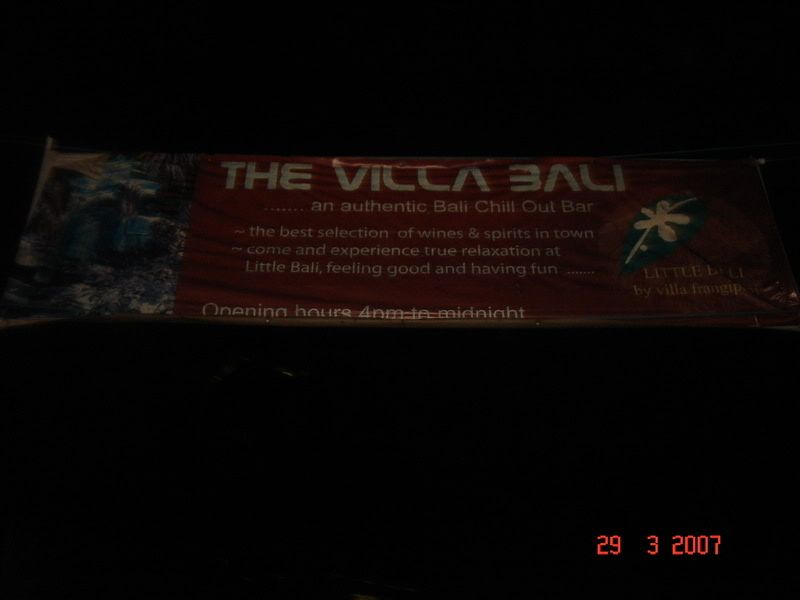 THE VILLA BALI
....... an authentic Bali Chill Out Bar
~ the best selection of wines & spirits in town
~ come and experience true relaxation at
Little Bali, feeling good and having fun .......
Opening hours 4pm to midnight
LITTLE BALI
by villa frangipani
29 3 2007